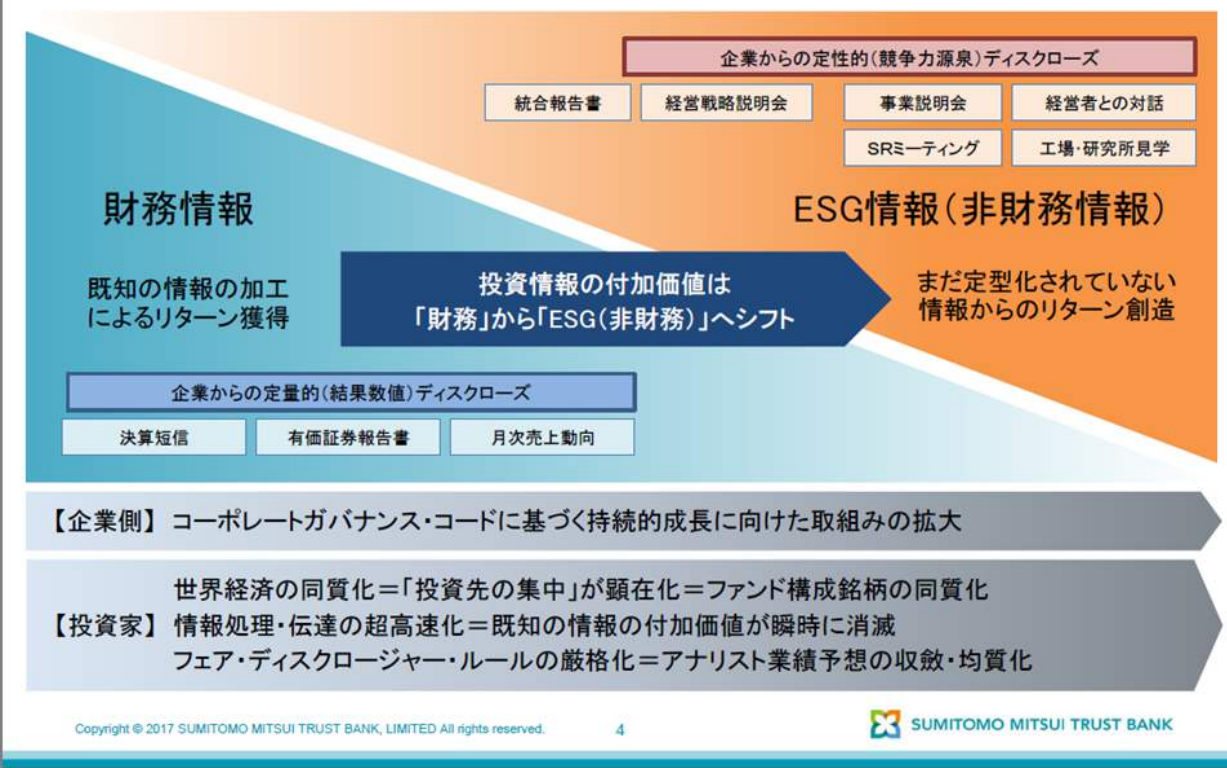 企業からの定性的(競争力源泉)ディスクローズ
統合報告書
経営戦略説明会
事業説明会
経営者との対話
SRミーティング
工場・研究所見学
財務情報
ESG情報(非財務情報)
既知の情報の加工
によるリターン獲得
投資情報の付加価値は
「財務」から「ESG(非財務)」へシフト
まだ定型化されていない
情報からのリターン創造
企業からの定量的(結果数値)ディスクローズ
決算短信
有価証券報告書
月次売上動向
【企業側】 コーポレートガバナンス・コードに基づく持続的成長に向けた取組みの拡大
世界経済の同質化=「投資先の集中」が顕在化=ファンド構成銘柄の同質化
【投資家】 情報処理・伝達の超高速化=既知の情報の付加価値が瞬時に消滅
フェア・ディスクロージャー・ルールの厳格化=アナリスト業績予想の収斂・均質化
Copyright © 2017 SUMITOMO MITSUI TRUST BANK, LIMITED All rights reserved.
4
SUMITOMO MITSUI TRUST BANK